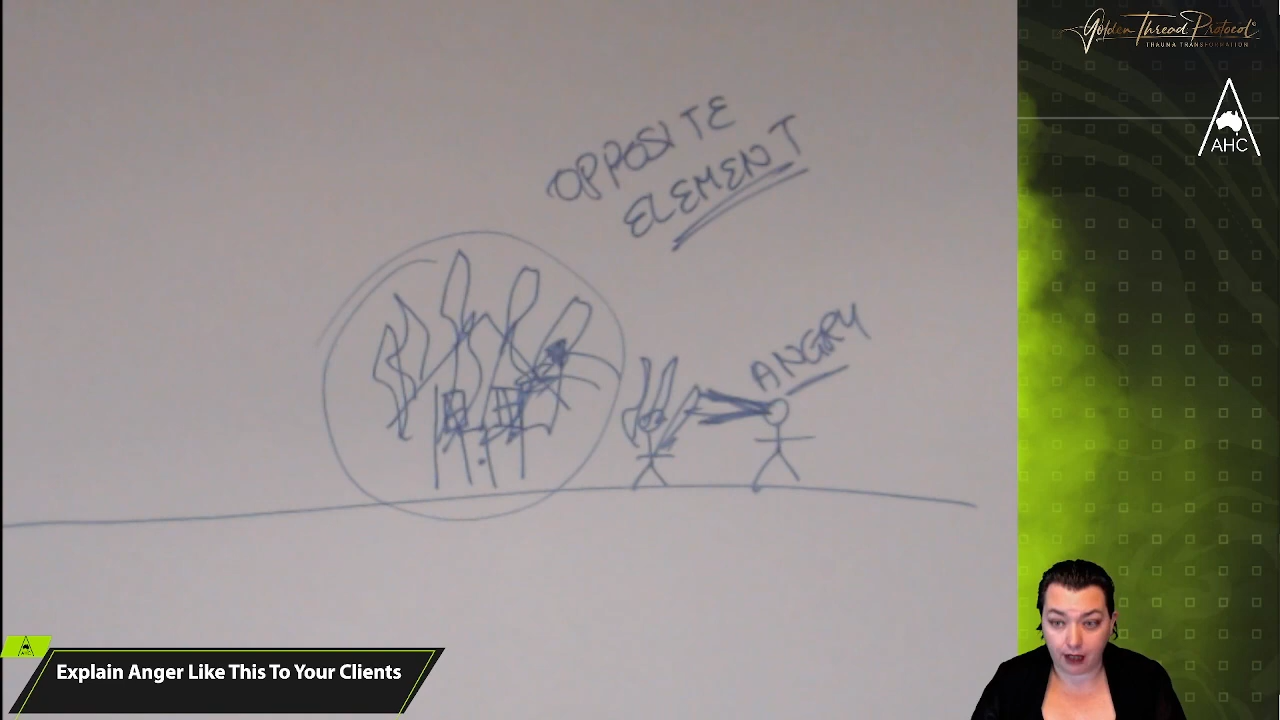 Golden Thread Protocol
TRAUMA TRANSFORMATION
AHC
OPPOSITE
ELEMENT
ANGRY
Explain Anger Like This To Your Clients